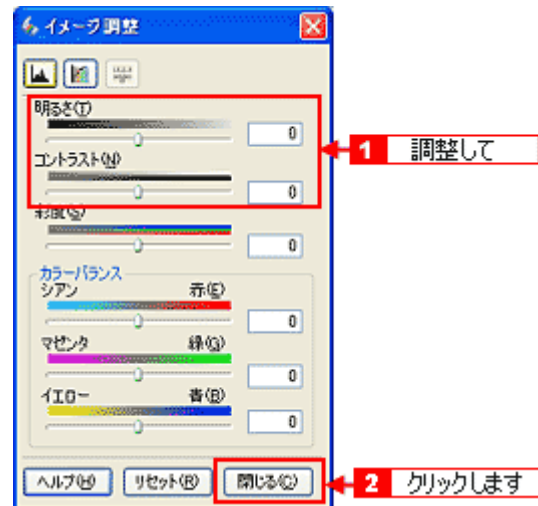 イメージ調整
明るさ(T)
0
1 調整して
コントラスト(N)
0
彩度(S)
0
カラーバランス
シアン 赤(E)
0
マゼンタ 緑(G)
0
イエロー 青(B)
0
ヘルプ(H) リセット(R) 閉じる(C) 2 クリックします